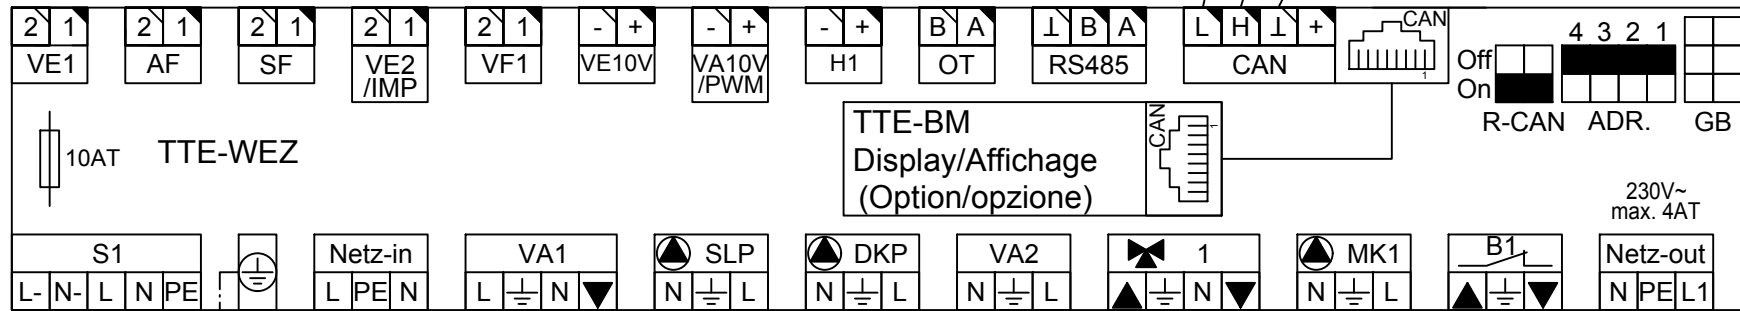 2 1 2 1 2 1 2 1 2 1 - + - + - + B A ⊥ B A L H ⊥ + CAN
VE1 AF SF VE2 /IMP VF1 VE10V VA10V /PWM H1 OT RS485 CAN 1
4 3 2 1
Off
On
R-CAN ADR. GB
10AT TTE-WEZ
TTE-BM
Display/Affichage
(Option/opzione)
CAN 1
230V~
max. 4AT
S1 Netz-in VA1 SLP DKP VA2 1 MK1 B1 Netz-out
L- N- L N PE L PE N L N N L N L N L N N L N PE L1